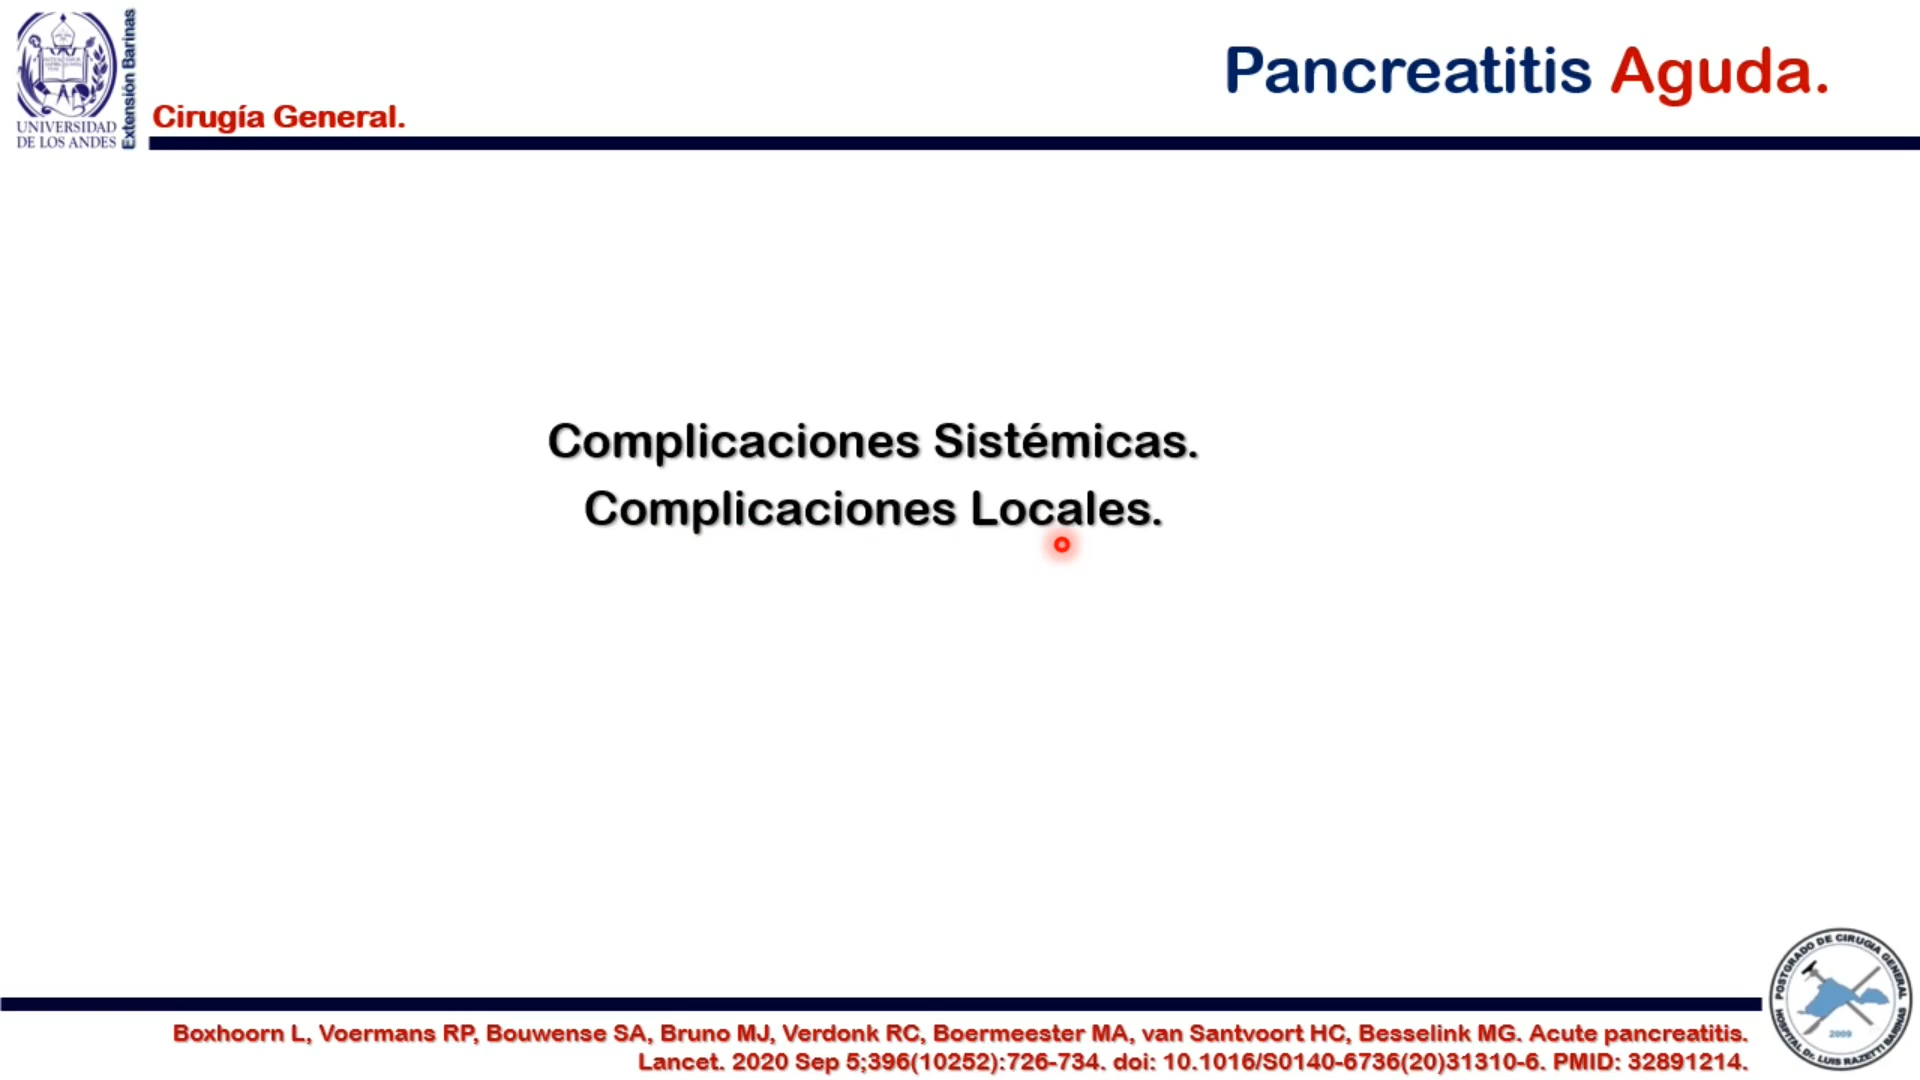 UNIVERSIDAD
DE LOS ANDES
Extensión Barinas
Cirugía General.
Pancreatitis Aguda.
Complicaciones Sistémicas.
Complicaciones Locales.
Boxhoorn L, Voermans RP, Bouwense SA, Bruno MJ, Verdonk RC, Boermeester MA, van Santvoort HC, Besselink MG. Acute pancreatitis.
Lancet. 2020 Sep 5;396(10252):726-734. doi: 10.1016/S0140-6736(20)31310-6. PMID: 32891214.
POSTGRADO DE CIRUGIA GENERAL
HOSPITAL Dr. LUIS RAZETTI BARINAS
2009